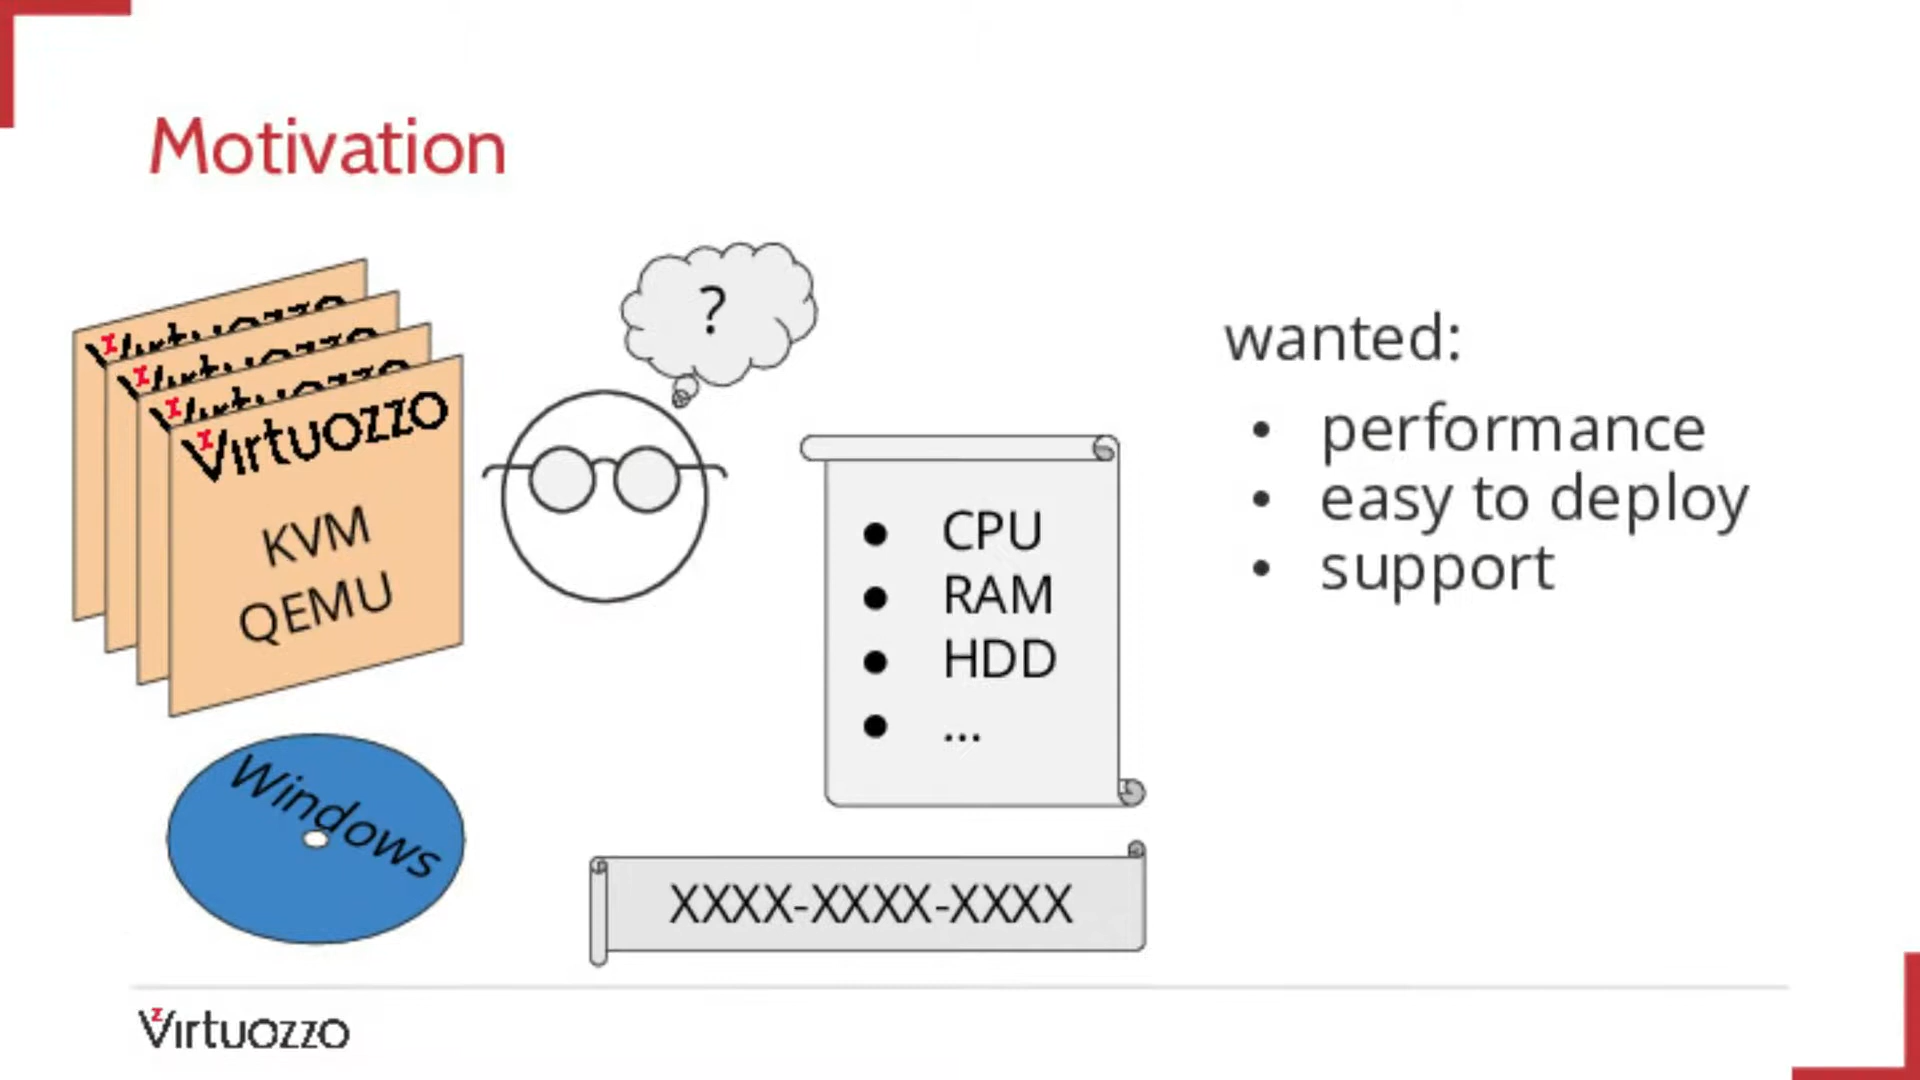 Motivation
Virtuozzo
Virtuozzo
Virtuozzo
Virtuozzo
KVM
QEMU
?
Windows
• CPU
• RAM
• HDD
• ...
XXXX-XXXX-XXXX
wanted:
• performance
• easy to deploy
• support
Virtuozzo